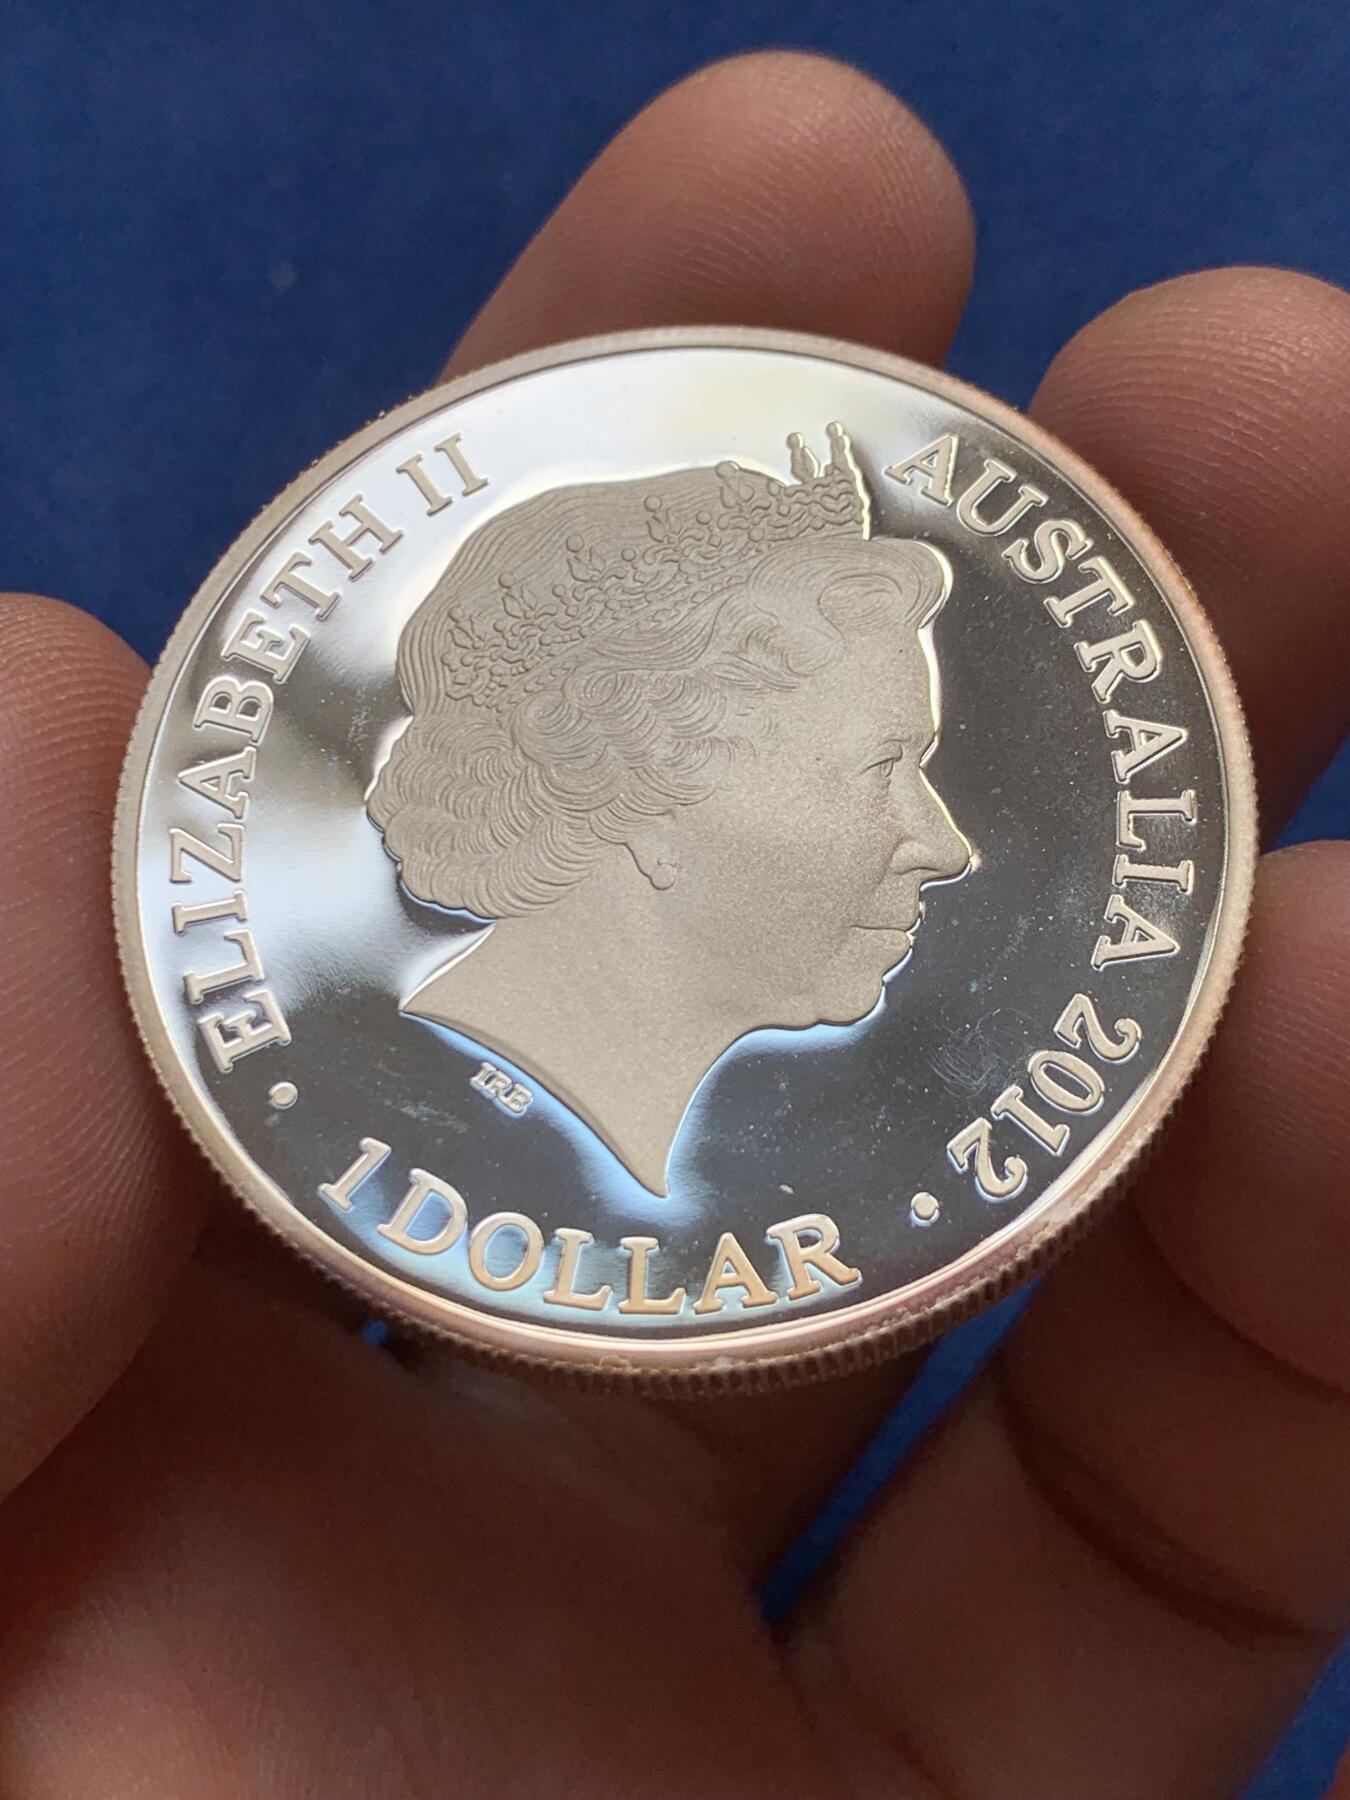 ELIZABETH II
AUSTRALIA 2012
IRB
• 1 DOLLAR •